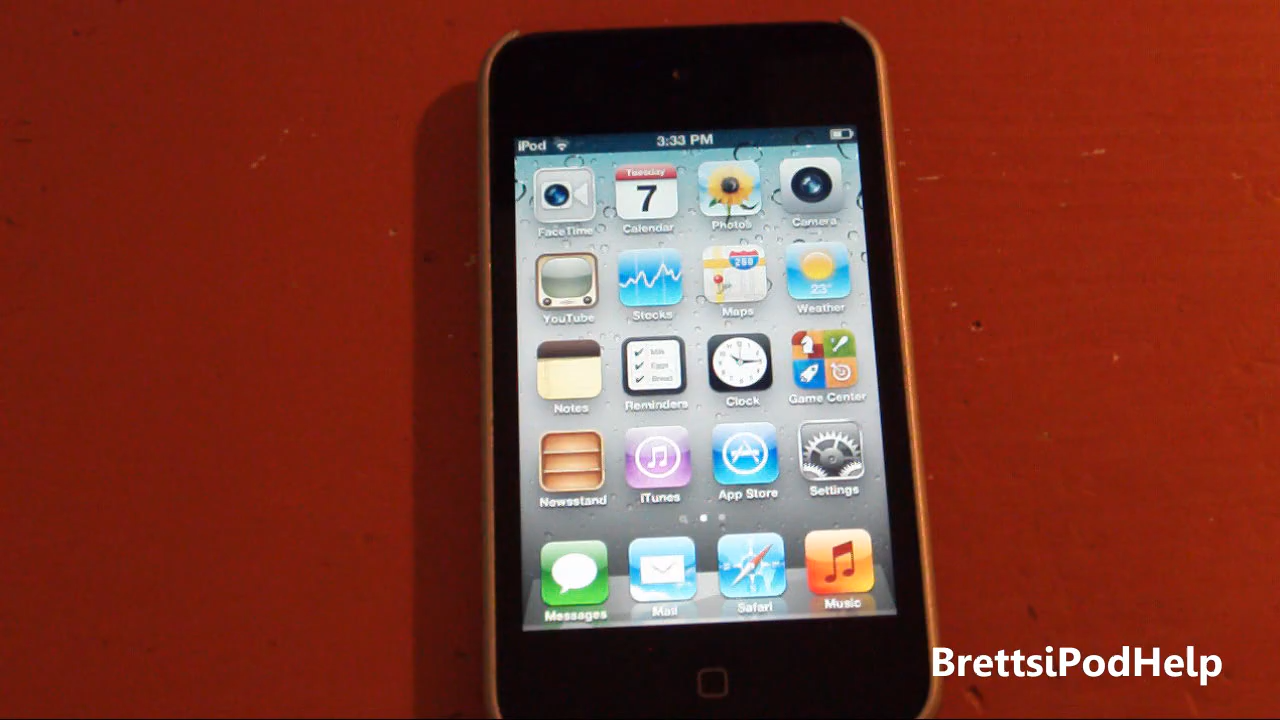 iPod 3:33 PM
Tuesday
7
23°
FaceTime Calendar Photos Camera
280
YouTube Stocks Maps Weather
Milk
Eggs
Bread
Notes Reminders Clock Game Center
Newsstand iTunes App Store Settings
Messages Mail Safari Music
BrettsiPodHelp